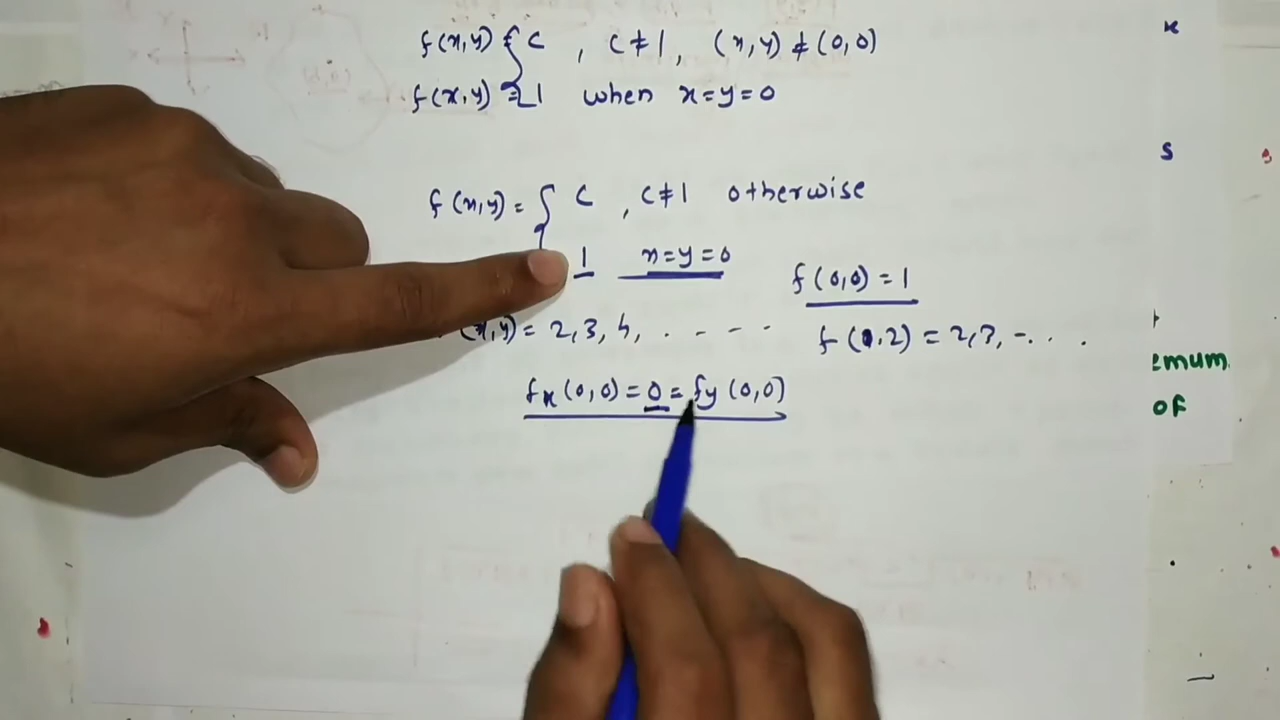 f(x,y) = { c , c ≠ 1, (x,y) ≠ (0,0)
f(x,y) = 1 when x=y=0
f(x,y) = { c , c ≠ 1 otherwise
1 x=y=0
f(0,0) = 1
(x,y) = 2,3,4, . - - -
f(0,2) = 2,3, -. . .
fx(0,0) = 0 = fy(0,0)
x
s
emum.
of